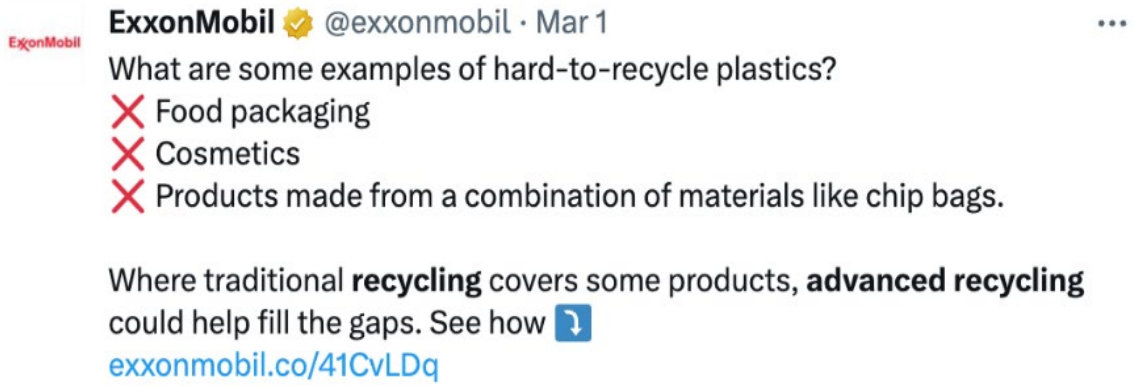 ExxonMobil @exxonmobil · Mar 1
ExxonMobil
What are some examples of hard-to-recycle plastics?
❌ Food packaging
❌ Cosmetics
❌ Products made from a combination of materials like chip bags.
Where traditional recycling covers some products, advanced recycling
could help fill the gaps. See how ⤵️
exxonmobil.co/41CvLDq